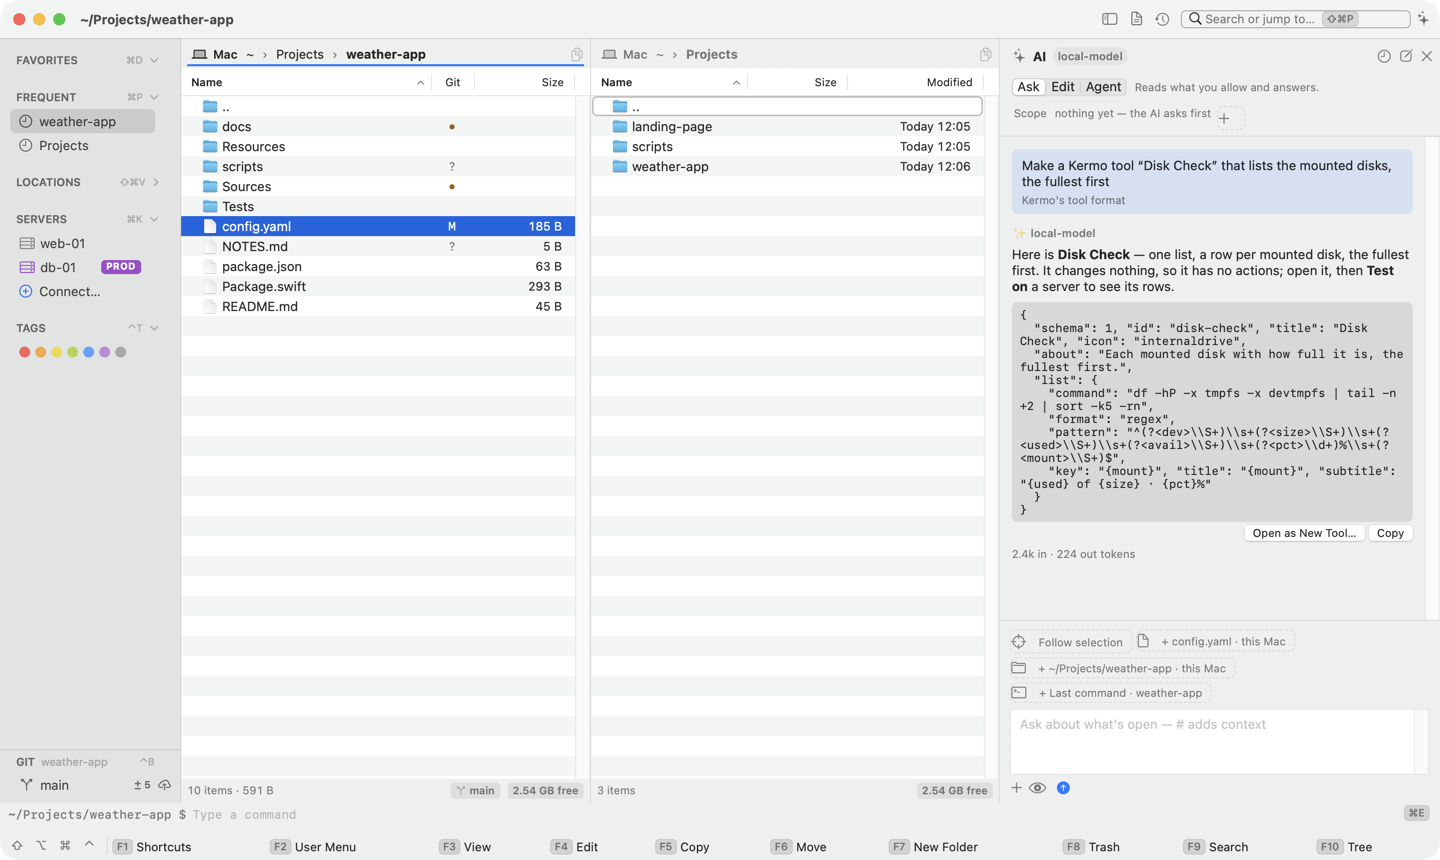 ~/Projects/weather-app
Search or jump to... ⇧⌘P
FAVORITES ⌘D
FREQUENT ⌘P
weather-app
Projects
LOCATIONS ⇧⌘V
SERVERS ⌘K
web-01
db-01 PROD
Connect...
TAGS ^T
GIT weather-app ^B
main ±5
Mac ~ › Projects › weather-app
Name Git Size
..
docs
Resources
scripts ?
Sources
Tests
config.yaml M 185 B
NOTES.md ? 5 B
package.json 63 B
Package.swift 293 B
README.md 45 B
10 items · 591 B main 2.54 GB free
Mac ~ › Projects
Name Size Modified
..
landing-page Today 12:05
scripts Today 12:05
weather-app Today 12:06
3 items 2.54 GB free
AI local-model
Ask Edit Agent Reads what you allow and answers.
Scope nothing yet — the AI asks first
Make a Kermo tool “Disk Check” that lists the mounted disks,
the fullest first
Kermo's tool format
local-model
Here is Disk Check — one list, a row per mounted disk, the fullest
first. It changes nothing, so it has no actions; open it, then Test
on a server to see its rows.
{
"schema": 1, "id": "disk-check", "title": "Disk
Check", "icon": "internaldrive",
"about": "Each mounted disk with how full it is, the
fullest first.",
"list": {
"command": "df -hP -x tmpfs -x devtmpfs | tail -n
+2 | sort -k5 -rn",
"format": "regex",
"pattern": "^(?<dev>\\S+)\\s+(?<size>\\S+)\\s+(?
<used>\\S+)\\s+(?<avail>\\S+)\\s+(?<pct>\\d+)%\\s+(?
<mount>\\S+)$",
"key": "{mount}", "title": "{mount}", "subtitle":
"{used} of {size} · {pct}%"
}
}
Open as New Tool... Copy
2.4k in · 224 out tokens
Follow selection + config.yaml · this Mac
+ ~/Projects/weather-app · this Mac
+ Last command · weather-app
Ask about what's open — # adds context
~/Projects/weather-app $ Type a command ⌘E
⇧ ⌥ ⌘ ^ F1 Shortcuts F2 User Menu F3 View F4 Edit F5 Copy F6 Move F7 New Folder F8 Trash F9 Search F10 Tree